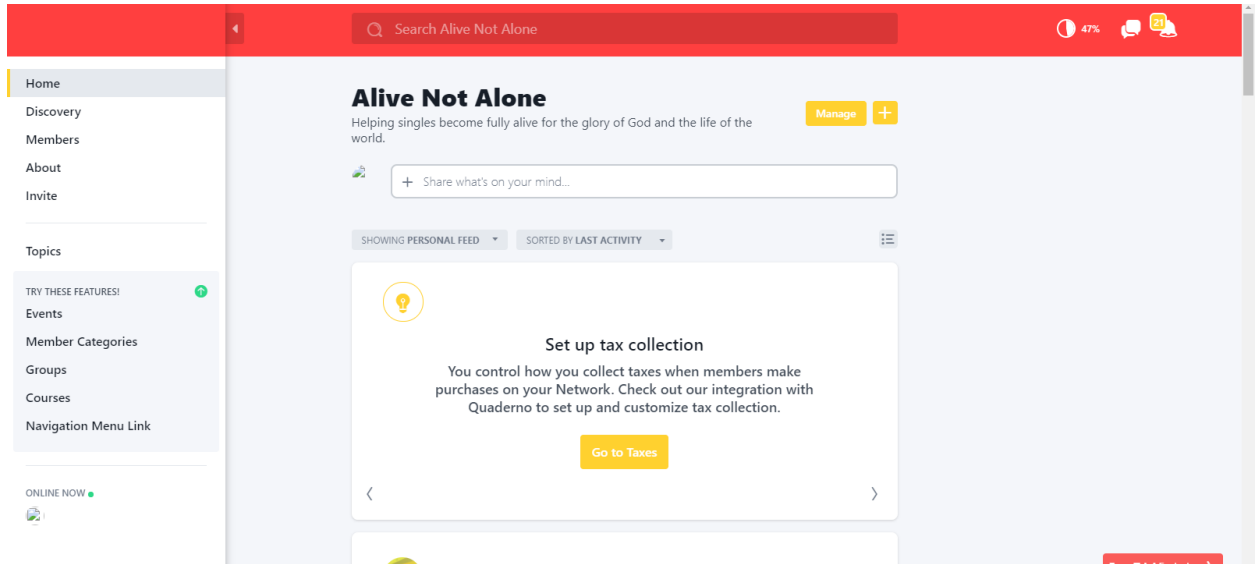 Search Alive Not Alone
47%
21
Home
Discovery
Members
About
Invite
Topics
TRY THESE FEATURES!
Events
Member Categories
Groups
Courses
Navigation Menu Link
ONLINE NOW
Alive Not Alone
Helping singles become fully alive for the glory of God and the life of the
world.
Manage
Share what's on your mind...
SHOWING PERSONAL FEED
SORTED BY LAST ACTIVITY
Set up tax collection
You control how you collect taxes when members make
purchases on your Network. Check out our integration with
Quaderno to set up and customize tax collection.
Go to Taxes